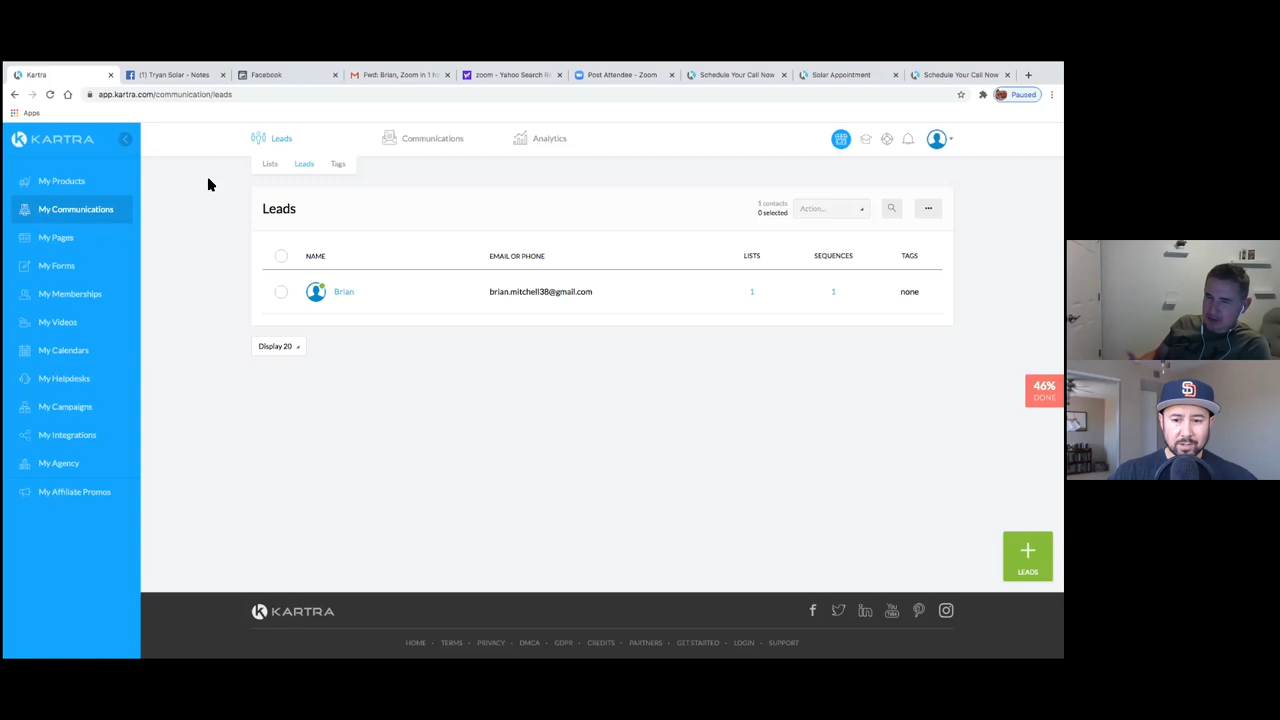 Kartra
(1) Tryan Solar - Notes
Facebook
Fwd: Brian, Zoom in 1 h
zoom - Yahoo Search R
Post Attendee - Zoom
Schedule Your Call Now
Solar Appointment
Schedule Your Call Now
app.kartra.com/communication/leads
Paused
Apps
KARTRA
Leads
Communications
Analytics
Lists
Leads
Tags
My Products
My Communications
My Pages
My Forms
My Memberships
My Videos
My Calendars
My Helpdesks
My Campaigns
My Integrations
My Agency
My Affiliate Promos
Leads
1 contacts
0 selected
Action...
NAME
EMAIL OR PHONE
LISTS
SEQUENCES
TAGS
Brian
brian.mitchell38@gmail.com
1
1
none
Display 20
46%
DONE
SD
+
LEADS
KARTRA
HOME - TERMS - PRIVACY - DMCA - GDPR - CREDITS - PARTNERS - GET STARTED - LOGIN - SUPPORT